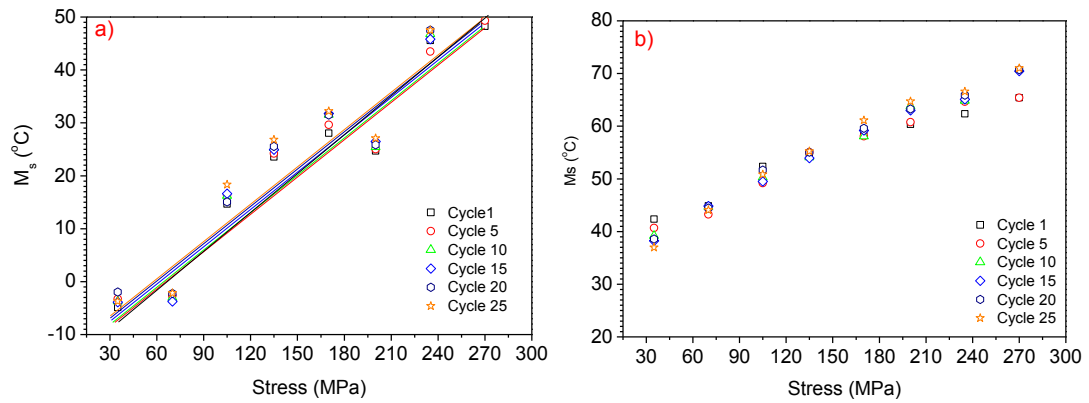 a)
50
40
30
20
10
0
-10
M_s (°C)
30 60 90 120 150 180 210 240 270 300
Stress (MPa)
Cycle1
Cycle 5
Cycle 10
Cycle 15
Cycle 20
Cycle 25
b)
80
70
60
50
40
30
20
Ms (°C)
30 60 90 120 150 180 210 240 270 300
Stress (MPa)
Cycle 1
Cycle 5
Cycle 10
Cycle 15
Cycle 20
Cycle 25